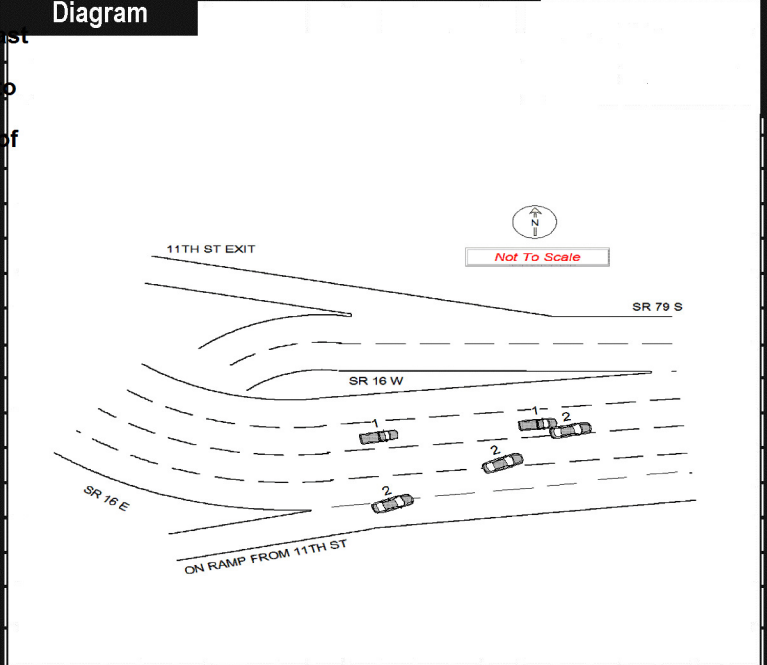 Diagram
of
N
Not To Scale
11TH ST EXIT
SR 79 S
SR 16 W
1
1
2
2
2
SR 16 E
ON RAMP FROM 11TH ST